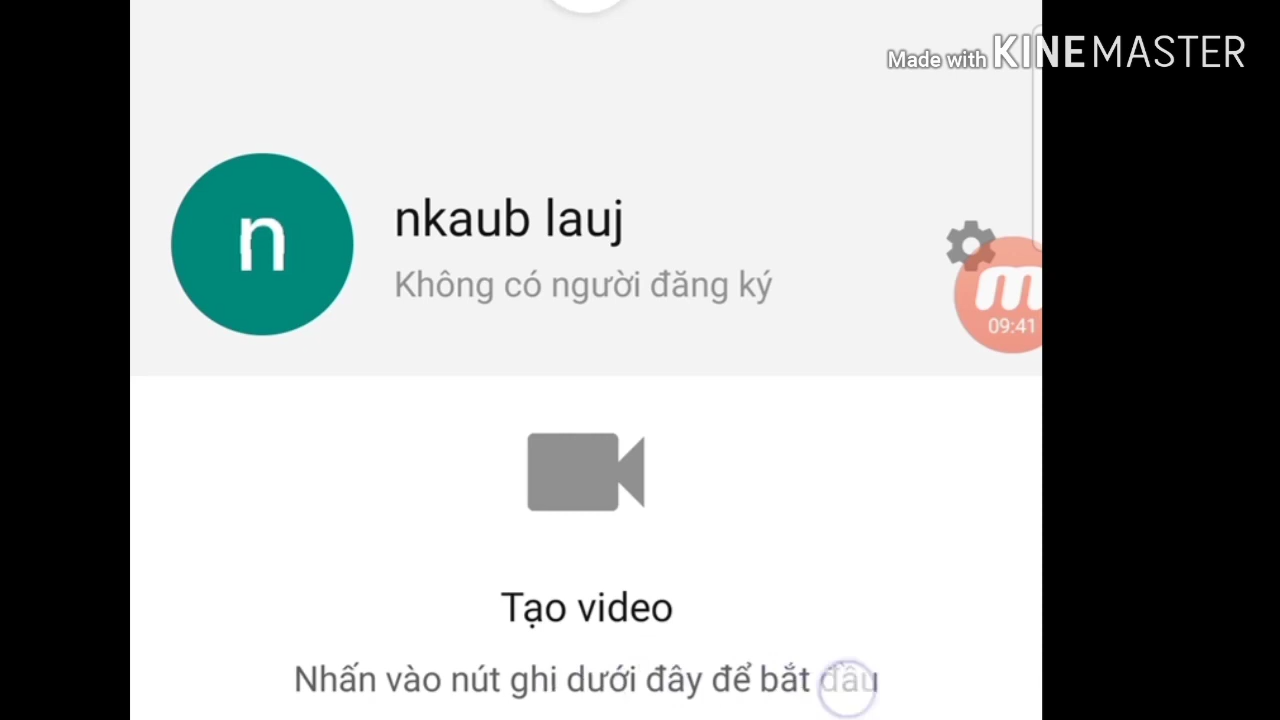 Made with KINEMASTER
n
nkaub lauj
Không có người đăng ký
m
09:41
Tạo video
Nhấn vào nút ghi dưới đây để bắt đầu